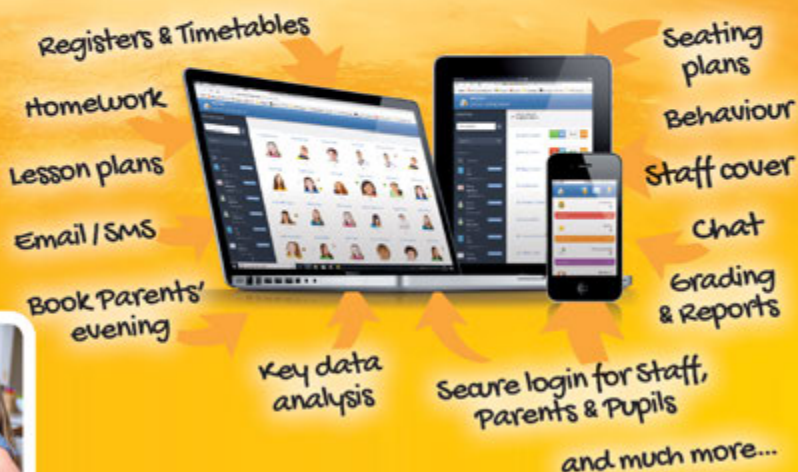 Registers & Timetables
Homework
Lesson plans
Email / SMS
Book Parents'
evening
Key data
analysis
Secure login for Staff,
Parents & Pupils
Seating
plans
Behaviour
Staff cover
Chat
Grading
& Reports
and much more...